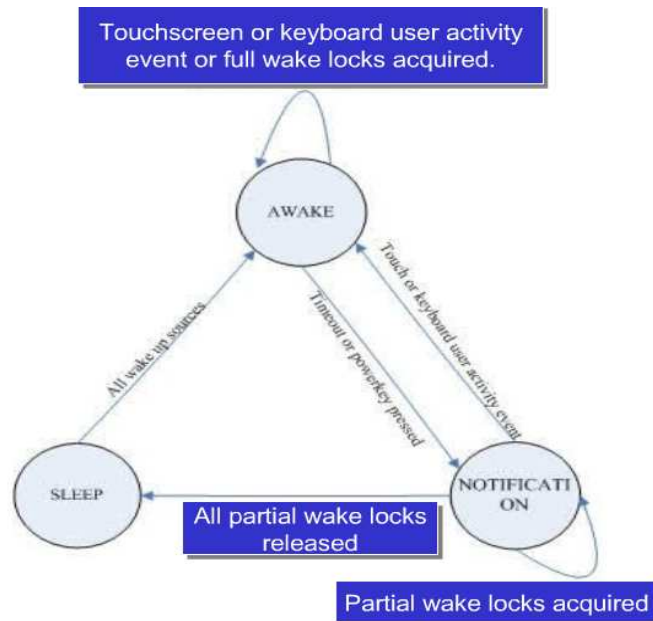 Touchscreen or keyboard user activity
event or full wake locks acquired.
AWAKE
All wake up sources
Timeout or powerkey pressed
Touch or keyboard user activity event
SLEEP
NOTIFICATI
ON
All partial wake locks
released
Partial wake locks acquired